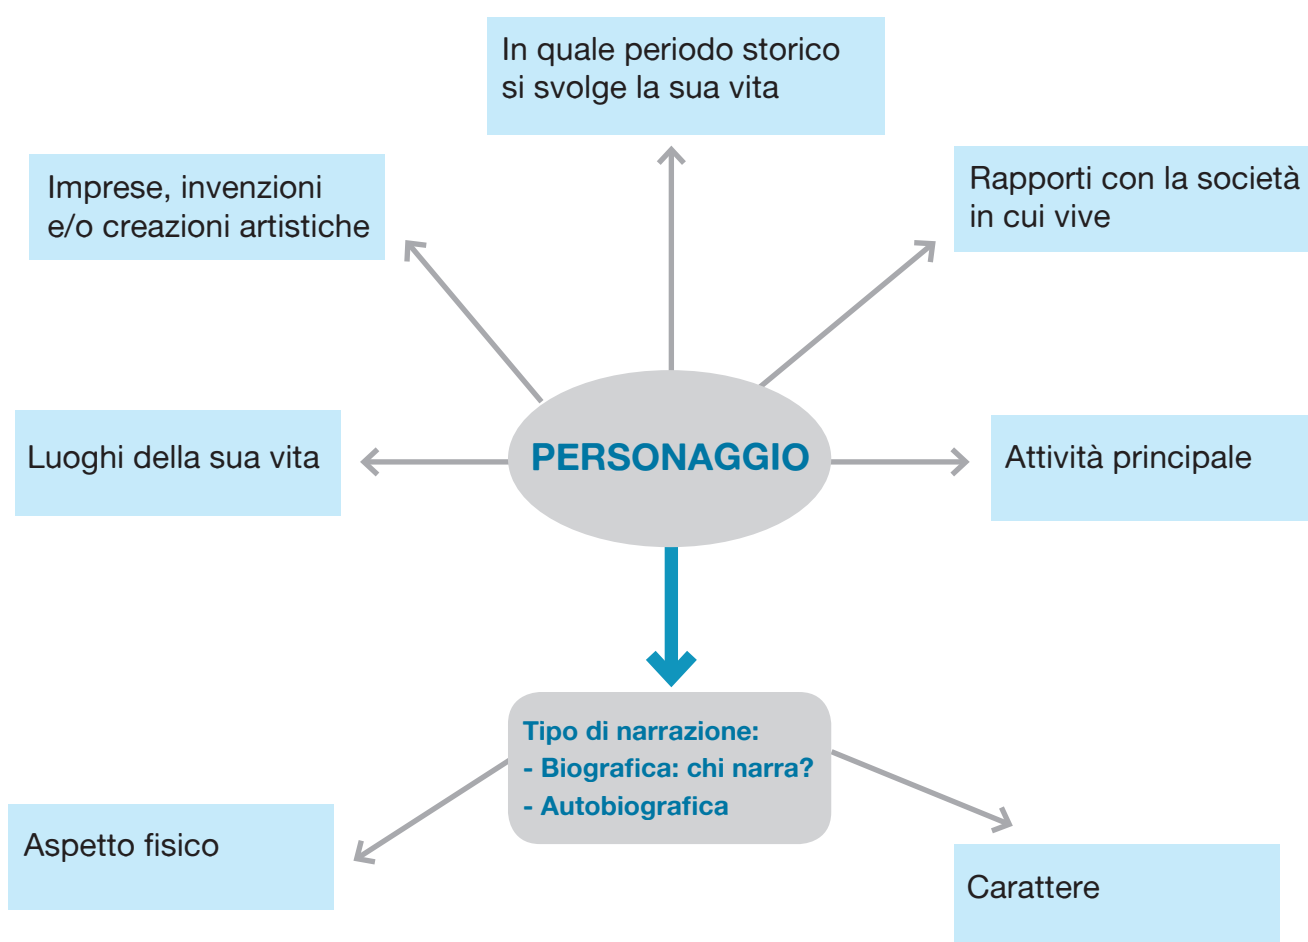 In quale periodo storico
si svolge la sua vita
Imprese, invenzioni
e/o creazioni artistiche
Rapporti con la società
in cui vive
Luoghi della sua vita
PERSONAGGIO
Attività principale
Tipo di narrazione:
- Biografica: chi narra?
- Autobiografica
Aspetto fisico
Carattere